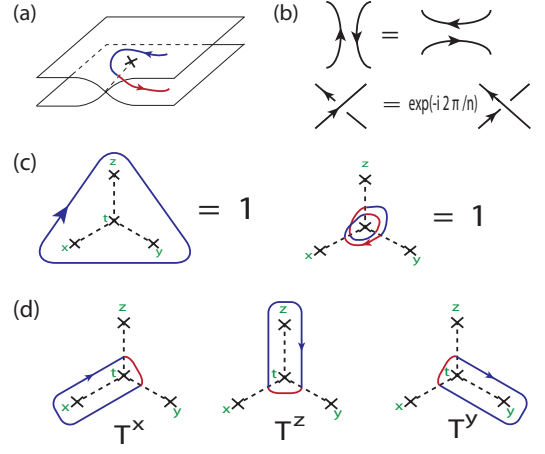 (a)
(b)
=
= exp(-i 2 π /n)
(c)
z
t
x
y
= 1
z
x
y
= 1
(d)
z
t
x
y
T^x
z
t
x
y
T^z
z
t
x
y
T^y